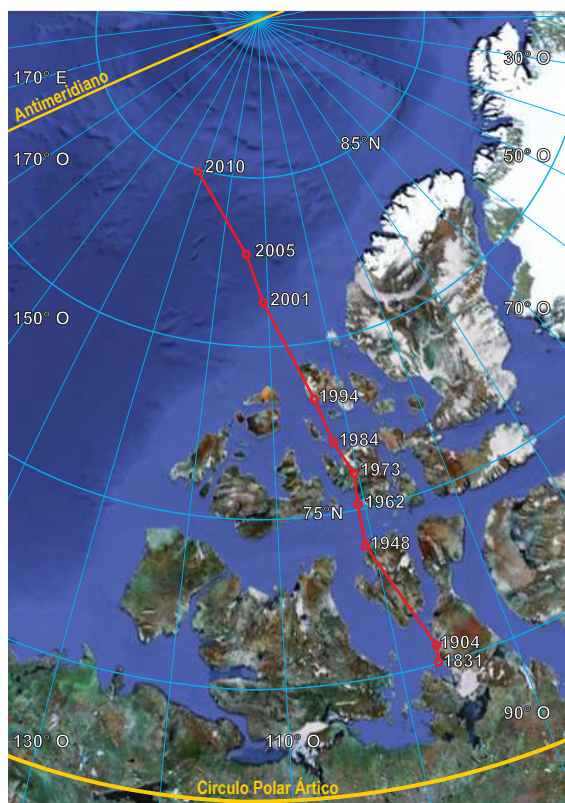 30° O
170° E
Antimeridiano
85°N
50° O
170° O
2010
2005
2001
70° O
150° O
1994
1984
1973
75° N
1962
1948
1904
1831
90° O
130° O
110° O
Circulo Polar Ártico